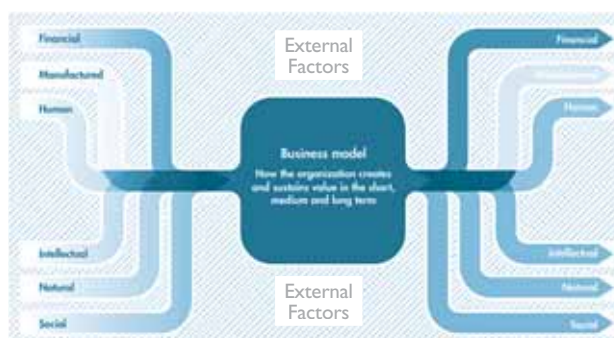 Financial
Manufactured
Human
External
Factors
Business model
How the organization creates
and sustains value in the short,
medium and long term
Intellectual
Natural
Social
External
Factors
Financial
Manufactured
Human
Intellectual
Natural
Social